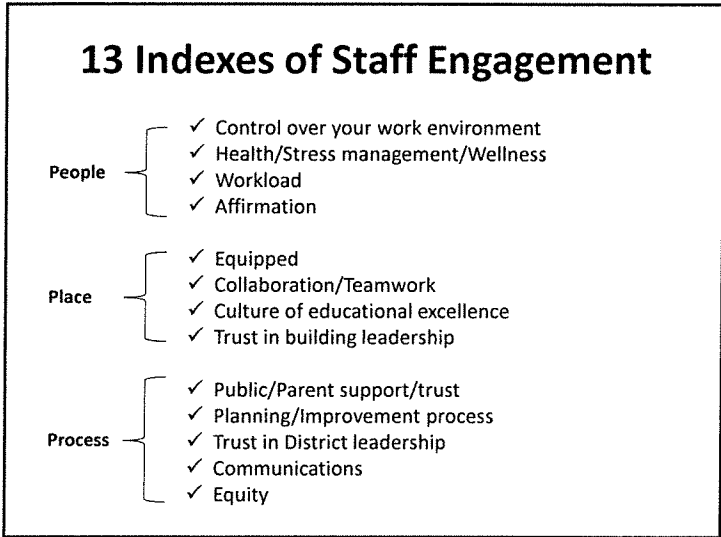 13 Indexes of Staff Engagement
People
✓ Control over your work environment
✓ Health/Stress management/Wellness
✓ Workload
✓ Affirmation
Place
✓ Equipped
✓ Collaboration/Teamwork
✓ Culture of educational excellence
✓ Trust in building leadership
Process
✓ Public/Parent support/trust
✓ Planning/Improvement process
✓ Trust in District leadership
✓ Communications
✓ Equity